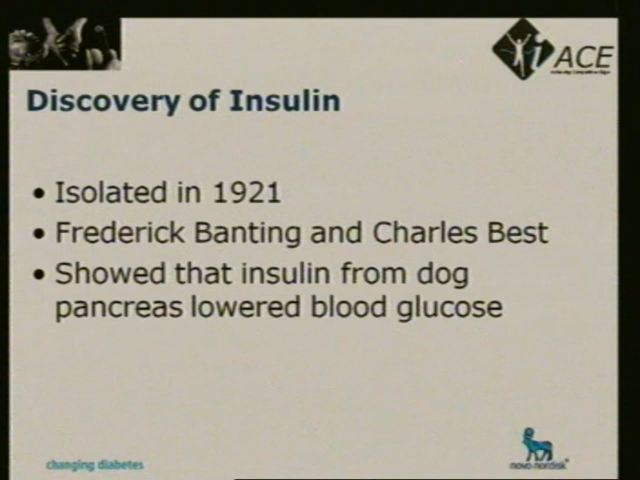 iACE
Discovery of Insulin
• Isolated in 1921
• Frederick Banting and Charles Best
• Showed that insulin from dog
pancreas lowered blood glucose
changing diabetes
novo nordisk